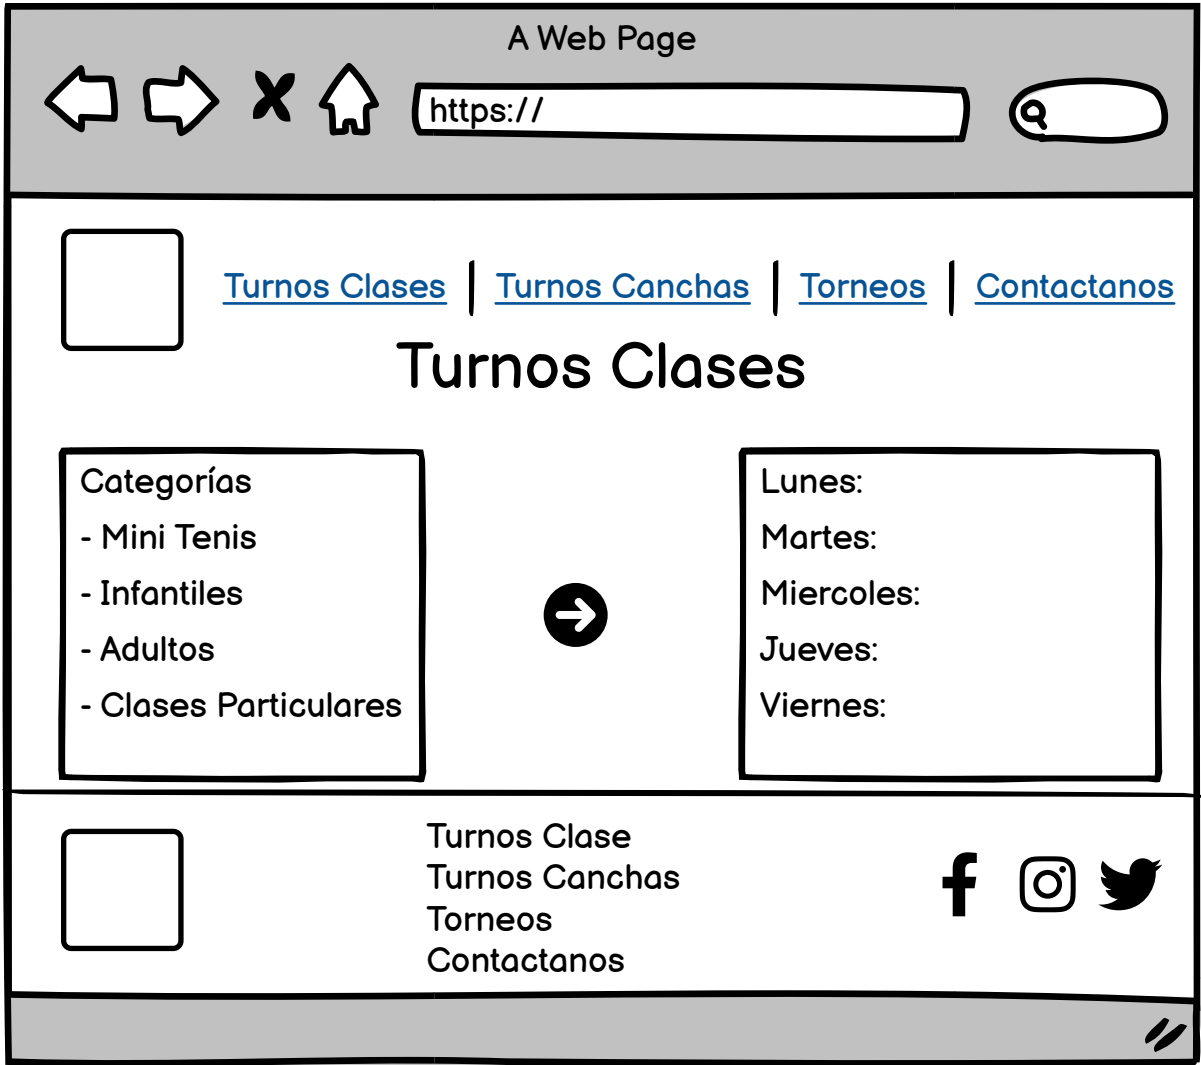 A Web Page
https://
Turnos Clases | Turnos Canchas | Torneos | Contactanos
Turnos Clases
Categorías
- Mini Tenis
- Infantiles
- Adultos
- Clases Particulares
Lunes:
Martes:
Miercoles:
Jueves:
Viernes:
Turnos Clase
Turnos Canchas
Torneos
Contactanos